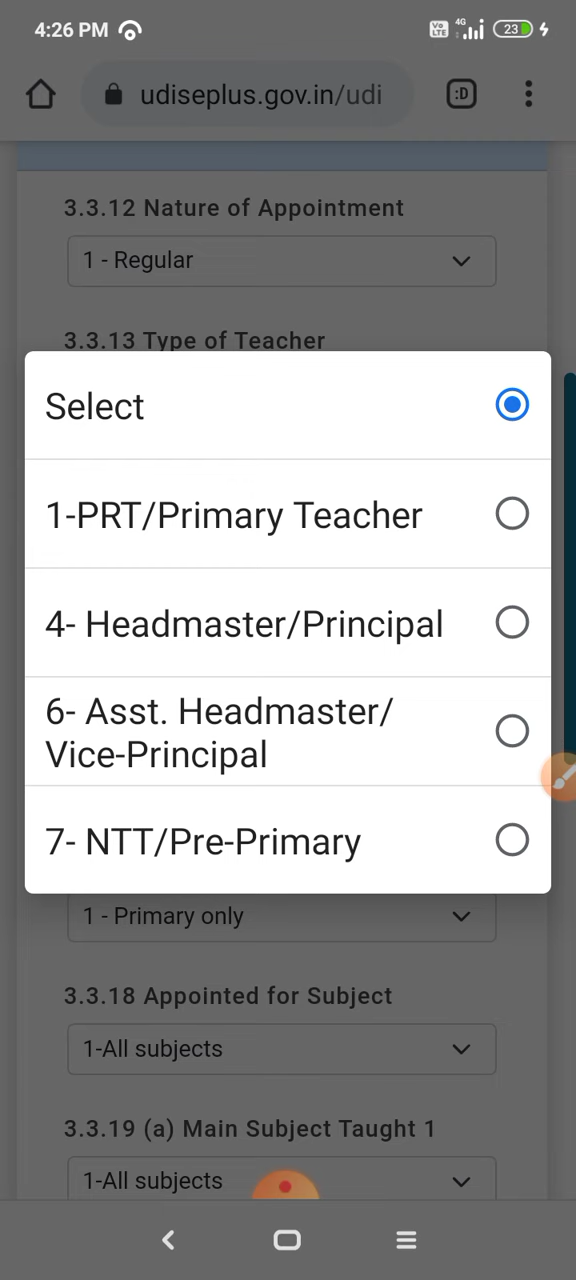 4:26 PM
Vo LTE
4G
23
udiseplus.gov.in/udi
:D
3.3.12 Nature of Appointment
1 - Regular
3.3.13 Type of Teacher
Select
1-PRT/Primary Teacher
4- Headmaster/Principal
6- Asst. Headmaster/
Vice-Principal
7- NTT/Pre-Primary
1 - Primary only
3.3.18 Appointed for Subject
1-All subjects
3.3.19 (a) Main Subject Taught 1
1-All subjects